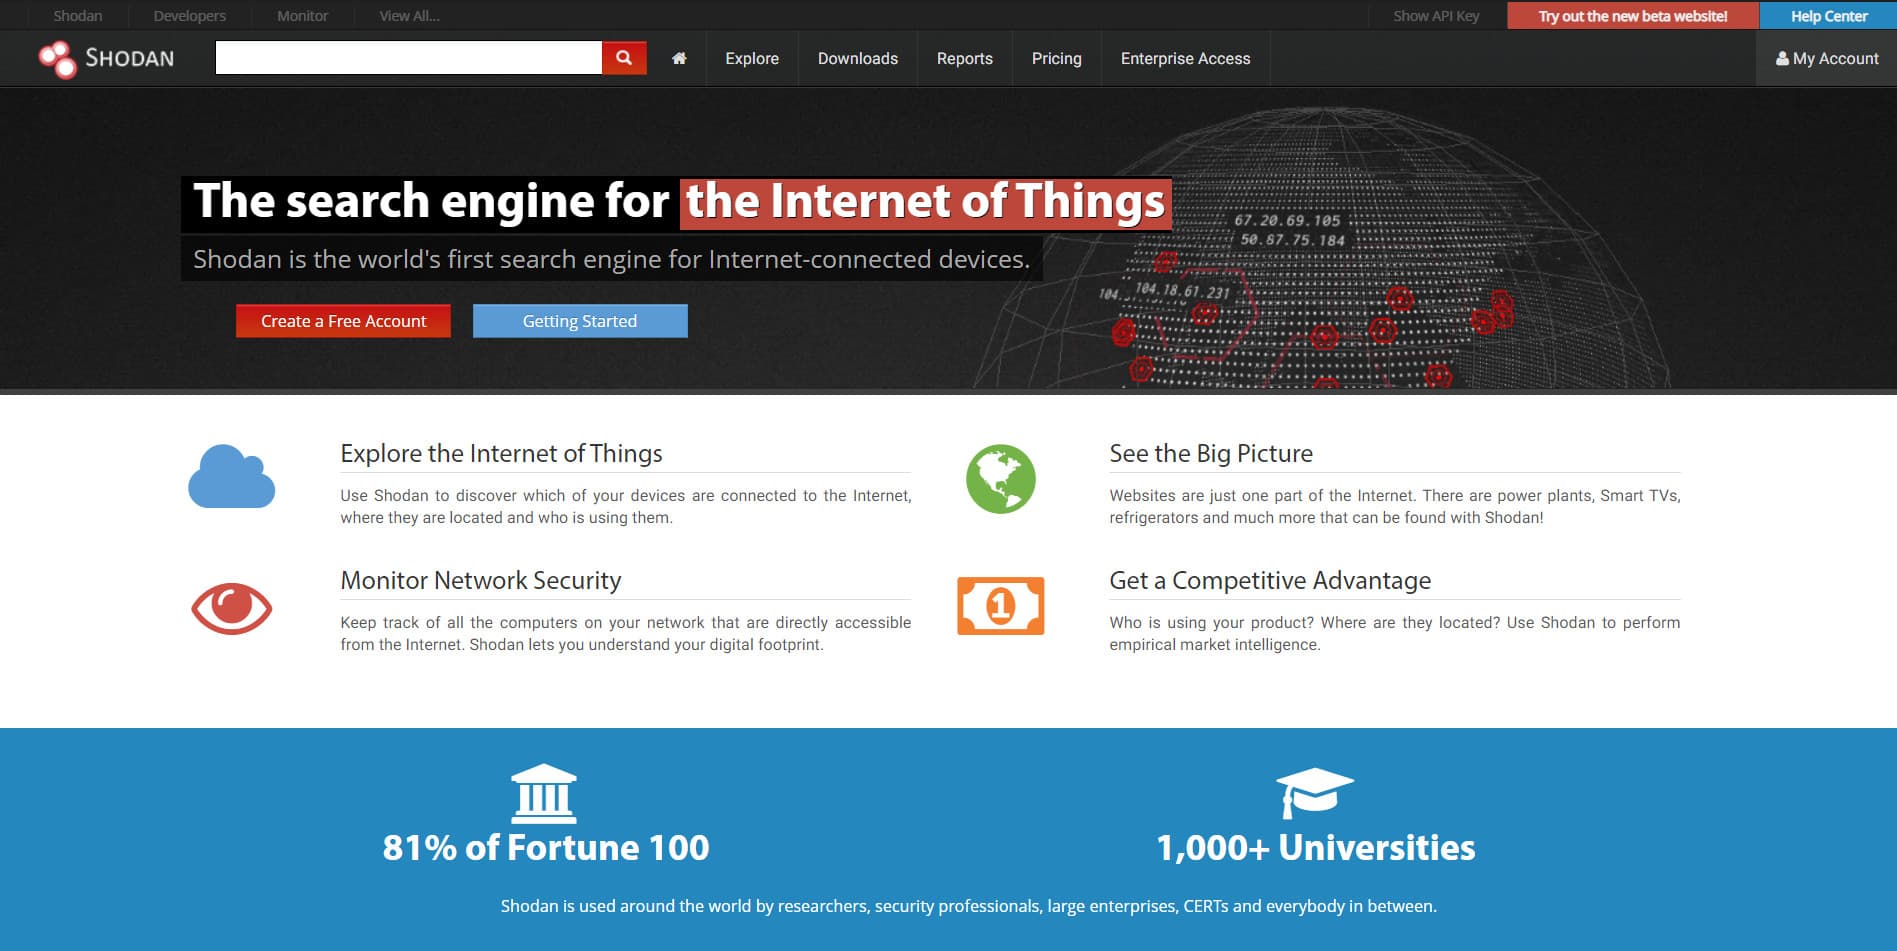 Shodan
Developers
Monitor
View All...
Show API Key
Try out the new beta website!
Help Center
SHODAN
Explore
Downloads
Reports
Pricing
Enterprise Access
My Account
The search engine for the Internet of Things
Shodan is the world's first search engine for Internet-connected devices.
Create a Free Account
Getting Started
67.20.69.105
50.87.75.184
104.18.61.231
104.
Explore the Internet of Things
Use Shodan to discover which of your devices are connected to the Internet,
where they are located and who is using them.
See the Big Picture
Websites are just one part of the Internet. There are power plants, Smart TVs,
refrigerators and much more that can be found with Shodan!
Monitor Network Security
Keep track of all the computers on your network that are directly accessible
from the Internet. Shodan lets you understand your digital footprint.
1
Get a Competitive Advantage
Who is using your product? Where are they located? Use Shodan to perform
empirical market intelligence.
81% of Fortune 100
1,000+ Universities
Shodan is used around the world by researchers, security professionals, large enterprises, CERTs and everybody in between.